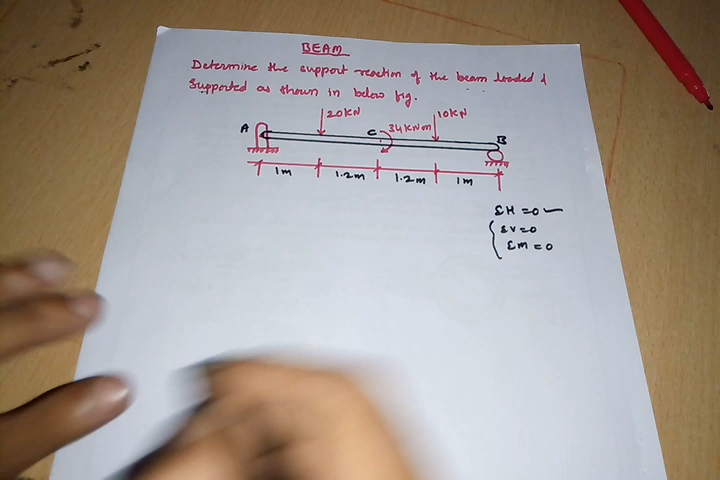 BEAM
Determine the support reaction of the beam loaded &
Supported as shown in below fig.
20KN
10KN
A
C
34KNm
B
1m
1.2m
1.2m
1m
ΣH =0
ΣV=0
Σm =0